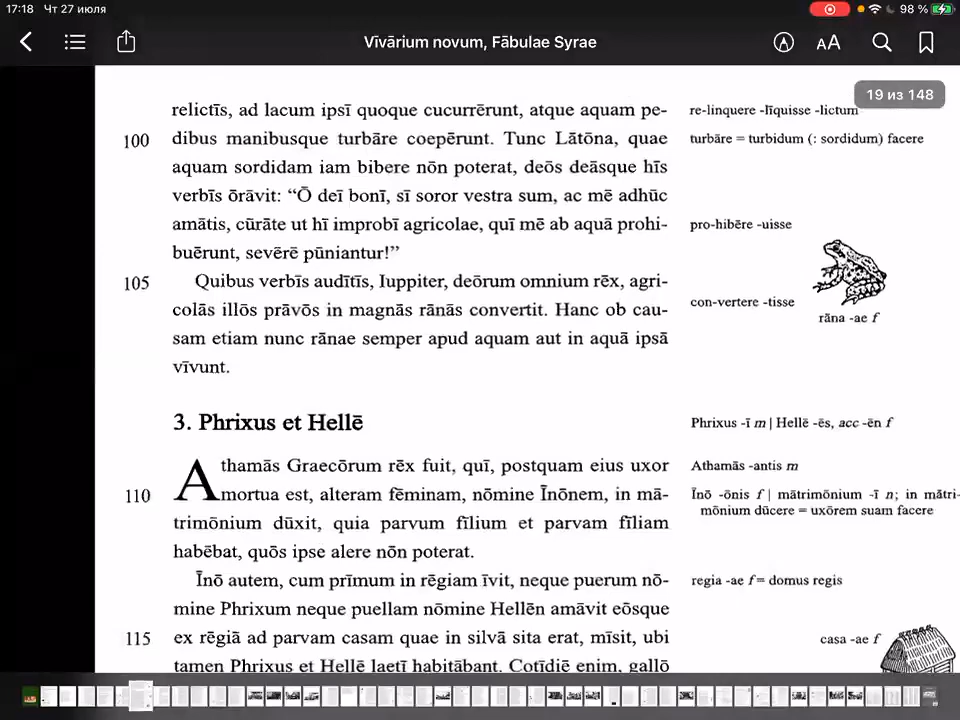 17:18 Чт 27 июля 98 %
Vīvārium novum, Fābulae Syrae
AA
19 из 148
relictīs, ad lacum ipsī quoque cucurrērunt, atque aquam pe-
re-linquere -līquisse -lictum
100 dibus manibusque turbāre coepērunt. Tunc Lātōna, quae
turbāre = turbidum (: sordidum) facere
aquam sordidam iam bibere nōn poterat, deōs deāsque hīs
verbīs ōrāvit: “Ō deī bonī, sī soror vestra sum, ac mē adhūc
amātis, cūrāte ut hī improbī agricolae, quī mē ab aquā prohi-
pro-hibēre -uisse
buērunt, sevērē pūniantur!”
105 Quibus verbīs audītīs, Iuppiter, deōrum omnium rēx, agri-
colās illōs prāvōs in magnās rānās convertit. Hanc ob cau-
con-vertere -tisse
rāna -ae f
sam etiam nunc rānae semper apud aquam aut in aquā ipsā
vīvunt.
3. Phrixus et Hellē
Phrixus -ī m | Hellē -ēs, acc -ēn f
Athamās Graecōrum rēx fuit, quī, postquam eius uxor
Athamās -antis m
110 mortua est, alteram fēminam, nōmine Īnōnem, in mā-
Īnō -ōnis f | mātrimōnium -ī n; in mātri-
trimōnium dūxit, quia parvum fīlium et parvam fīliam
mōnium dūcere = uxōrem suam facere
habēbat, quōs ipse alere nōn poterat.
Īnō autem, cum prīmum in rēgiam īvit, neque puerum nō-
regia -ae f = domus regis
mine Phrixum neque puellam nōmine Hellēn amāvit eōsque
115 ex rēgiā ad parvam casam quae in silvā sita erat, mīsit, ubi
casa -ae f
tamen Phrixus et Hellē laetī habitābant. Cotīdiē enim, gallō